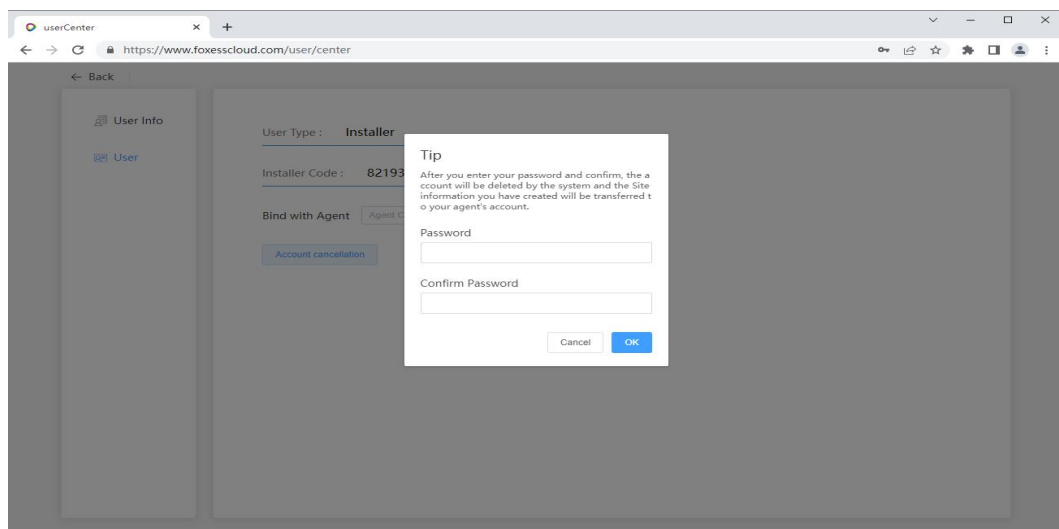 userCenter
https://www.foxesscloud.com/user/center
Back
User Info
User
User Type : Installer
Installer Code : 82193
Bind with Agent Agent C
Account cancellation
Tip
After you enter your password and confirm, the a
ccount will be deleted by the system and the Site
information you have created will be transferred t
o your agent's account.
Password
Confirm Password
Cancel OK